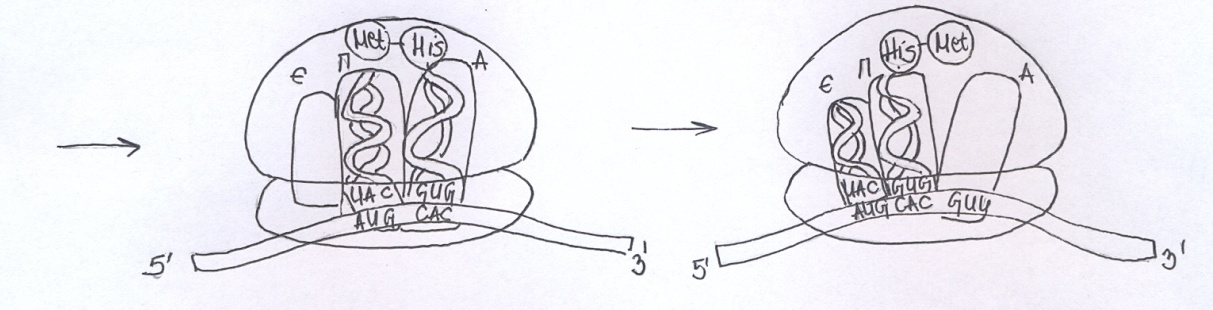 Met His
Є П А
UAC GUG
AUG CAC
5' 3'
His Met
Є П А
UAC GUG
AUG CAC GUU
5' 3'